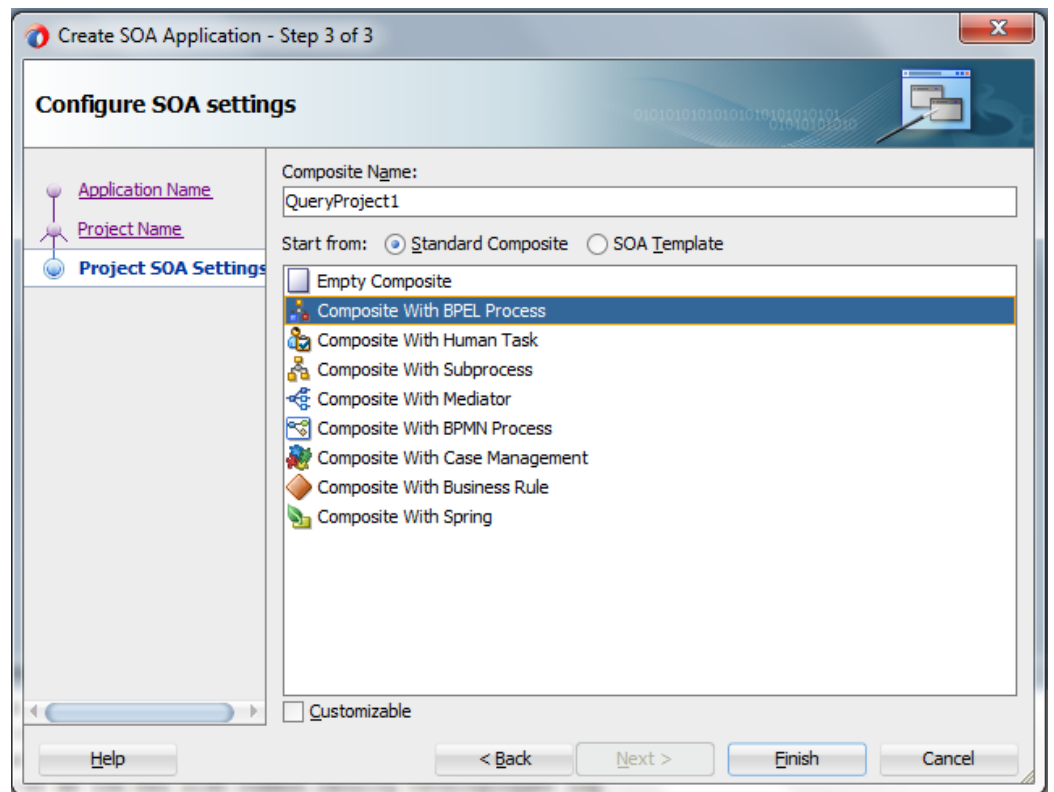 Create SOA Application - Step 3 of 3
Configure SOA settings
Application Name
Project Name
Project SOA Settings
Composite Name:
QueryProject1
Start from: Standard Composite SOA Template
Empty Composite
Composite With BPEL Process
Composite With Human Task
Composite With Subprocess
Composite With Mediator
Composite With BPMN Process
Composite With Case Management
Composite With Business Rule
Composite With Spring
Customizable
Help < Back Next > Finish Cancel